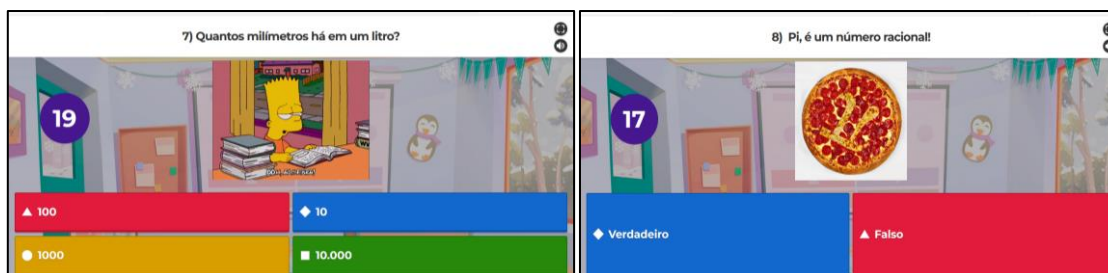 7) Quantos milímetros há em um litro?
19
▲ 100
◆ 10
● 1000
■ 10.000
8) Pi, é um número racional!
17
◆ Verdadeiro
▲ Falso